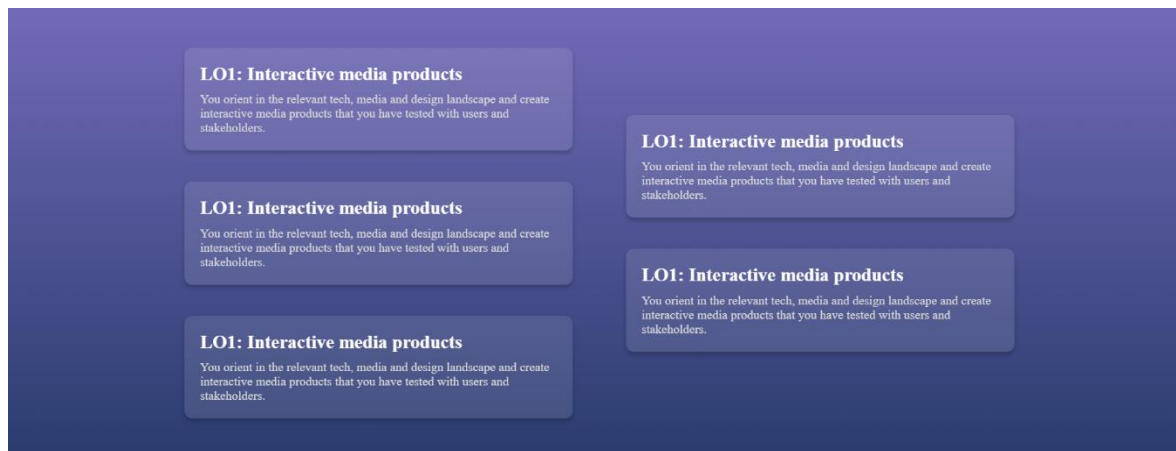 LO1: Interactive media products
You orient in the relevant tech, media and design landscape and create
interactive media products that you have tested with users and
stakeholders.
LO1: Interactive media products
You orient in the relevant tech, media and design landscape and create
interactive media products that you have tested with users and
stakeholders.
LO1: Interactive media products
You orient in the relevant tech, media and design landscape and create
interactive media products that you have tested with users and
stakeholders.
LO1: Interactive media products
You orient in the relevant tech, media and design landscape and create
interactive media products that you have tested with users and
stakeholders.
LO1: Interactive media products
You orient in the relevant tech, media and design landscape and create
interactive media products that you have tested with users and
stakeholders.